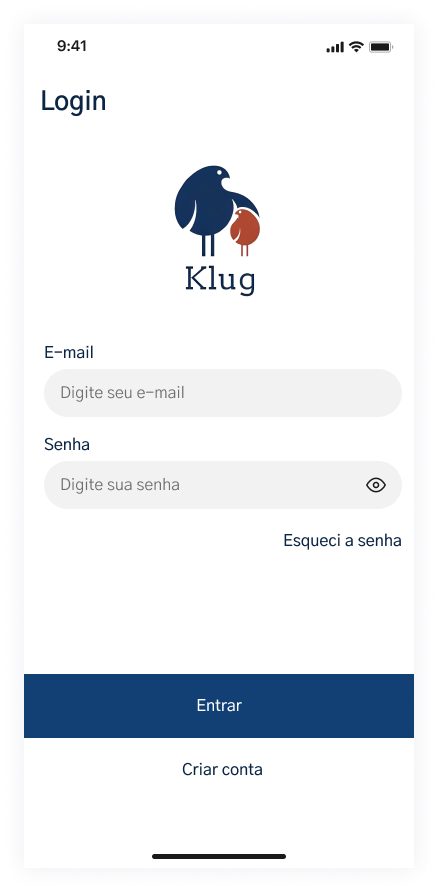 9:41
Login
Klug
E-mail
Digite seu e-mail
Senha
Digite sua senha
Esqueci a senha
Entrar
Criar conta